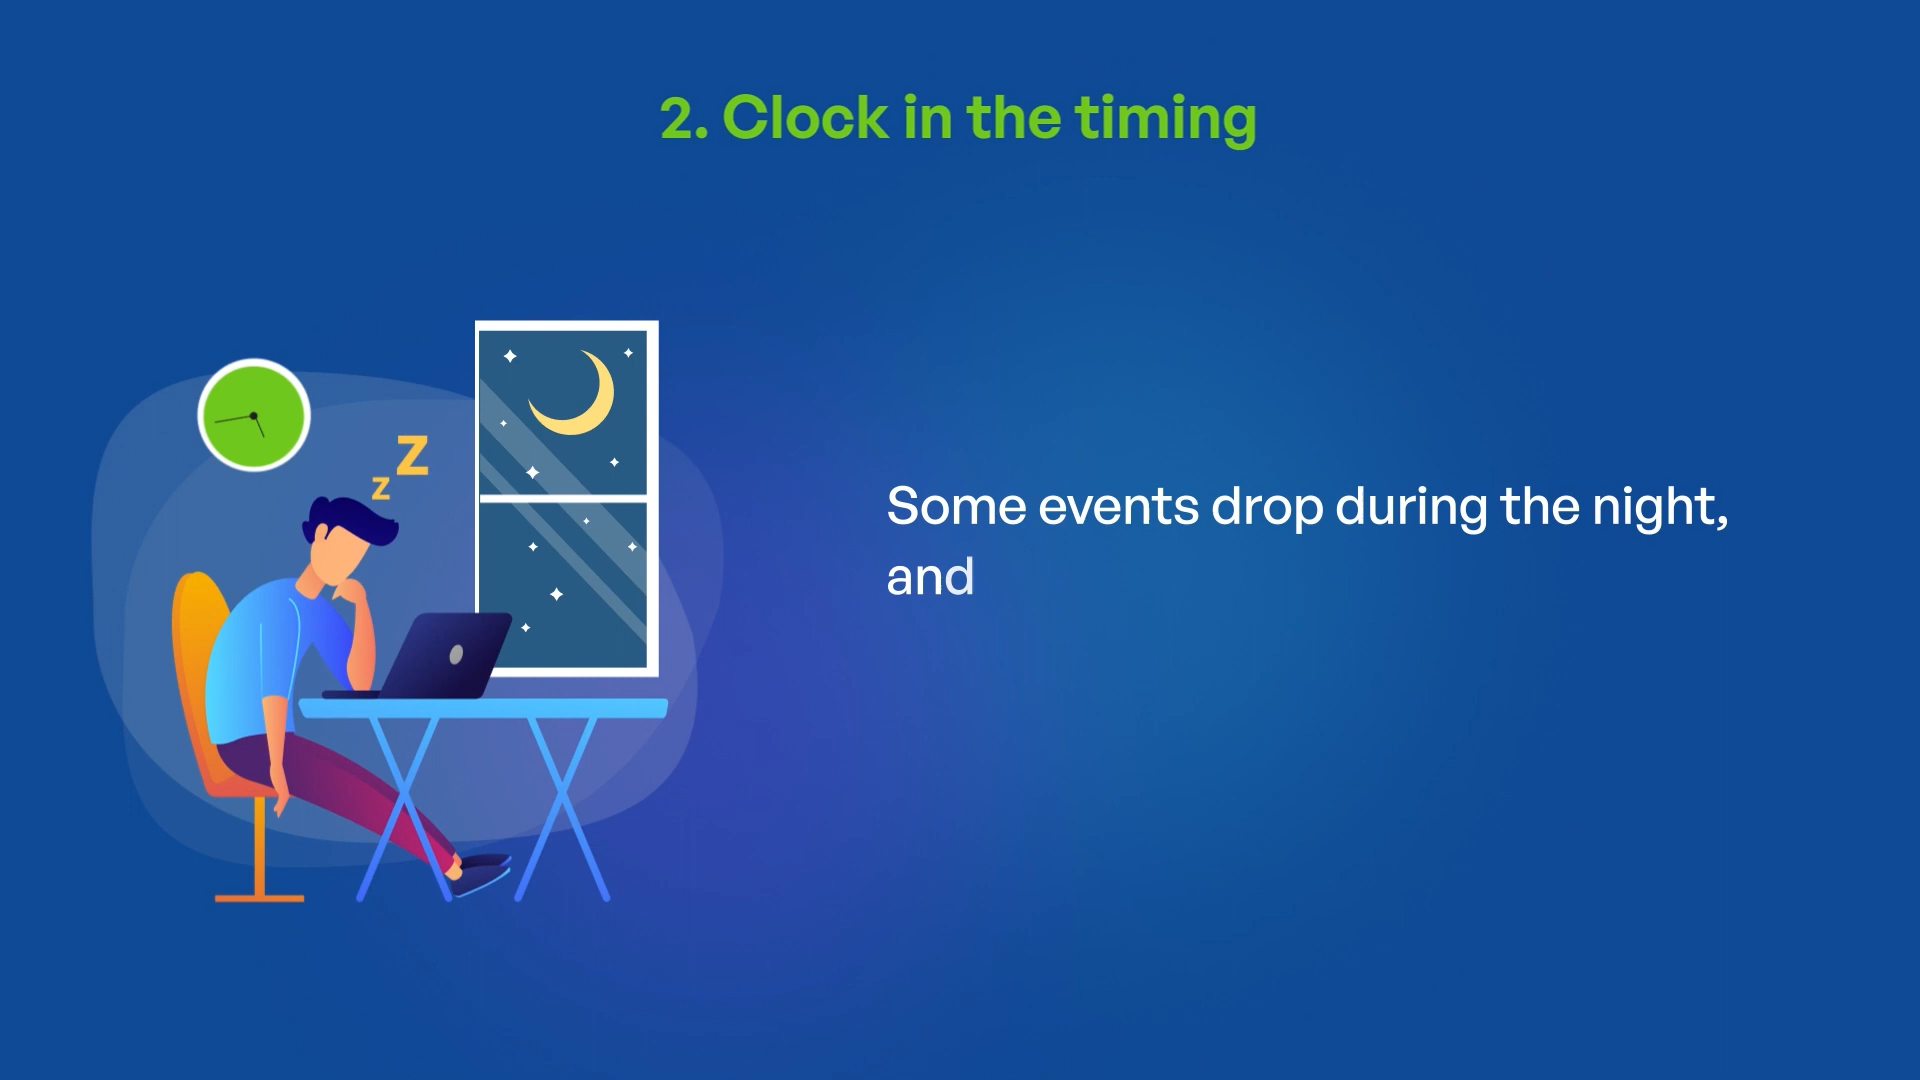 2. Clock in the timing
z
z
Some events drop during the night,
and